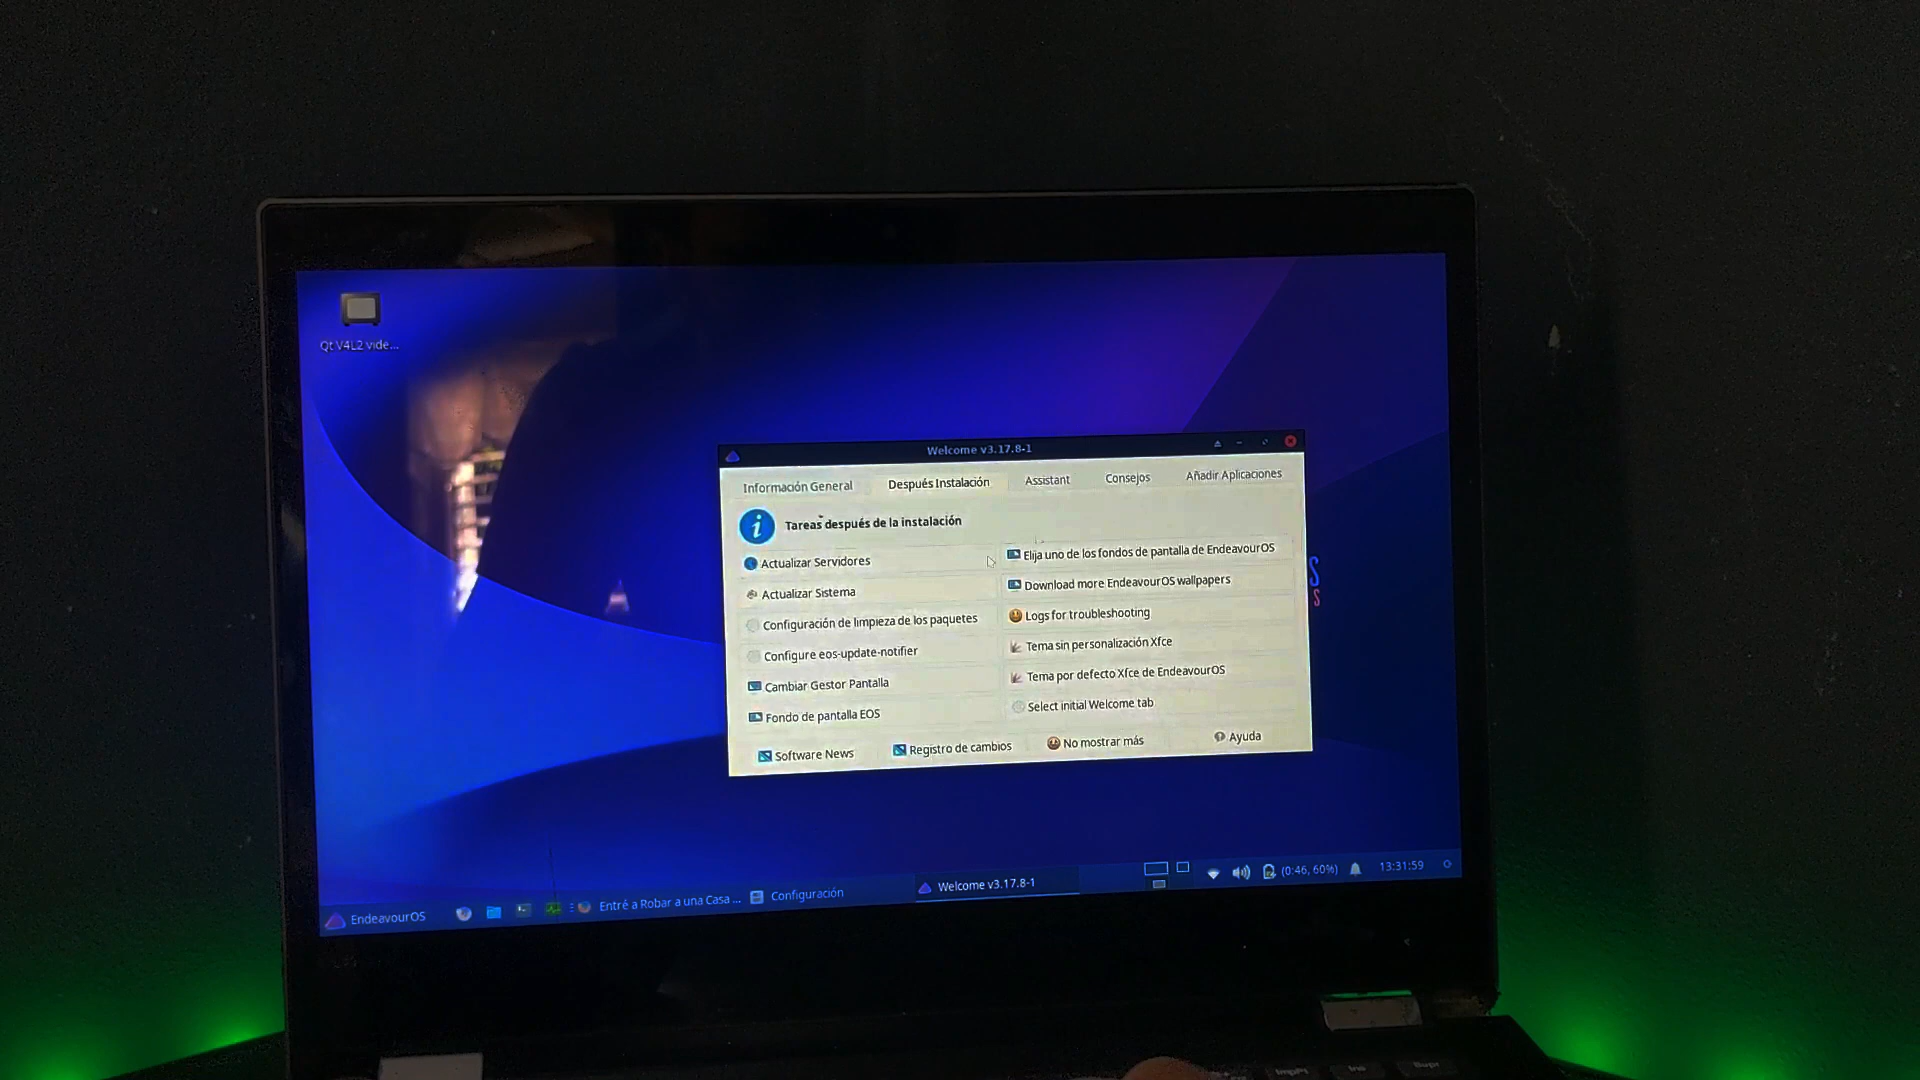 Qt V4L2 vide...
Welcome v3.17.8-1
Información General
Después Instalación
Assistant
Consejos
Añadir Aplicaciones
Tareas después de la instalación
Actualizar Servidores
Actualizar Sistema
Configuración de limpieza de los paquetes
Configure eos-update-notifier
Cambiar Gestor Pantalla
Fondo de pantalla EOS
Elija uno de los fondos de pantalla de EndeavourOS
Download more EndeavourOS wallpapers
Logs for troubleshooting
Tema sin personalización Xfce
Tema por defecto Xfce de EndeavourOS
Select initial Welcome tab
Software News
Registro de cambios
No mostrar más
Ayuda
S
s
EndeavourOS
Entré a Robar a una Casa ...
Configuración
Welcome v3.17.8-1
(0:46, 60%)
13:31:59
ImpPt
Ins
Supr